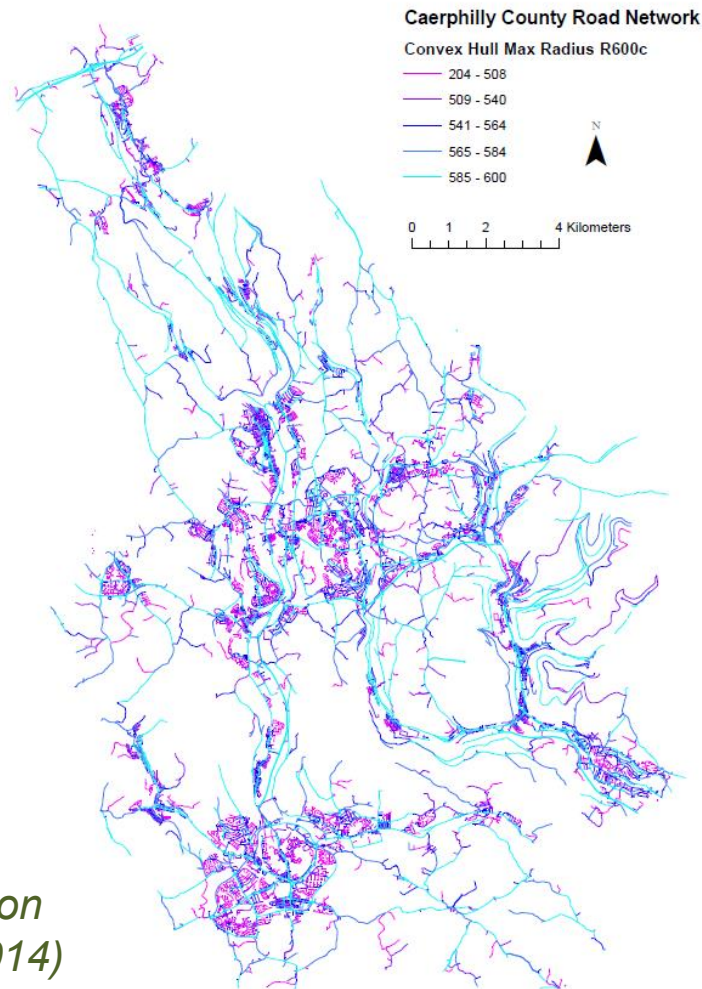 Caerphilly County Road Network
Convex Hull Max Radius R600c
204 - 508
509 - 540
541 - 564
565 - 584
585 - 600
N
0 1 2 4 Kilometers
on
014)